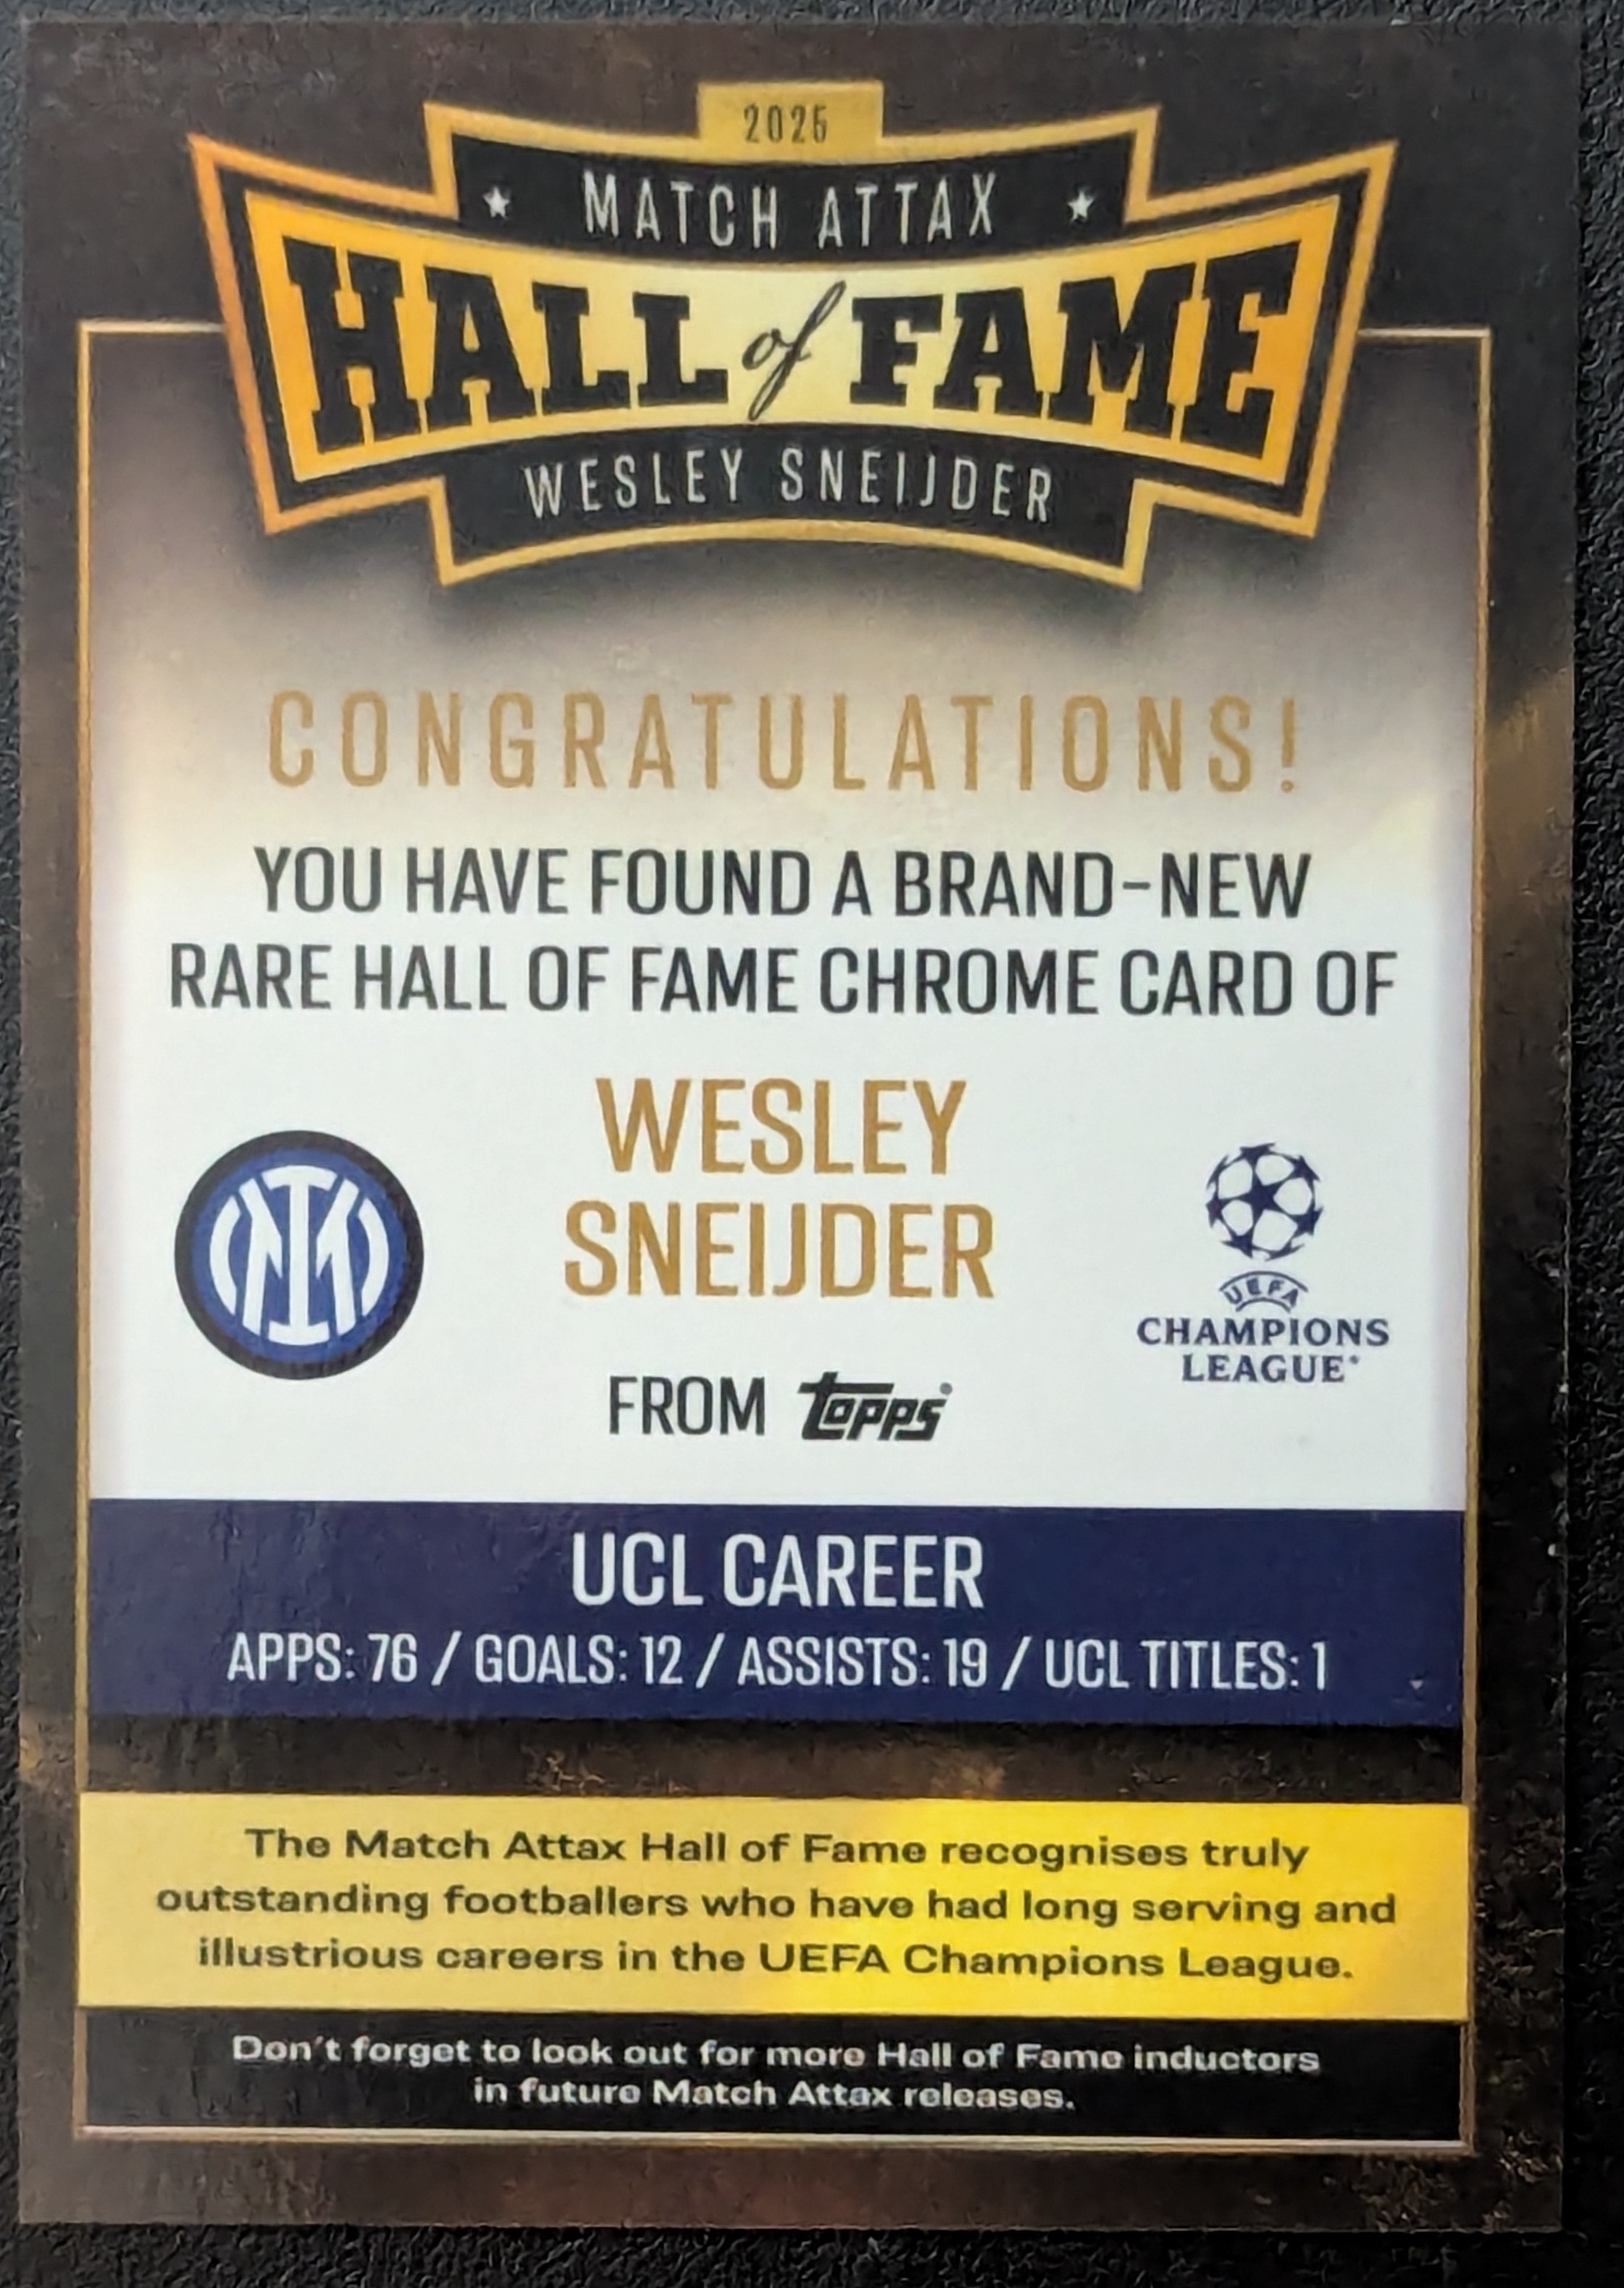 2025
MATCH ATTAX
HALL of FAME
WESLEY SNEIJDER
CONGRATULATIONS!
YOU HAVE FOUND A BRAND-NEW
RARE HALL OF FAME CHROME CARD OF
WESLEY
SNEIJDER
UEFA
CHAMPIONS
LEAGUE
FROM Topps
UCL CAREER
APPS: 76 / GOALS: 12 / ASSISTS: 19 / UCL TITLES: 1
The Match Attax Hall of Fame recognises truly
outstanding footballers who have had long serving and
illustrious careers in the UEFA Champions League.
Don't forget to look out for more Hall of Fame inductors
in future Match Attax releases.